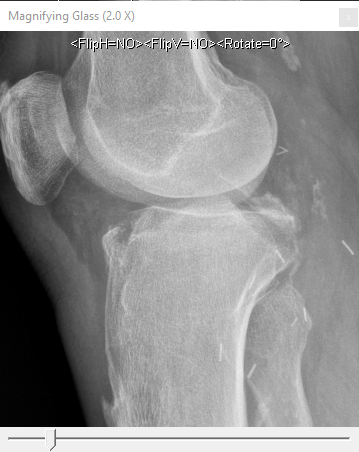 Magnifying Glass (2.0 X)
<FlipH=NO><FlipV=NO><Rotate=0°>